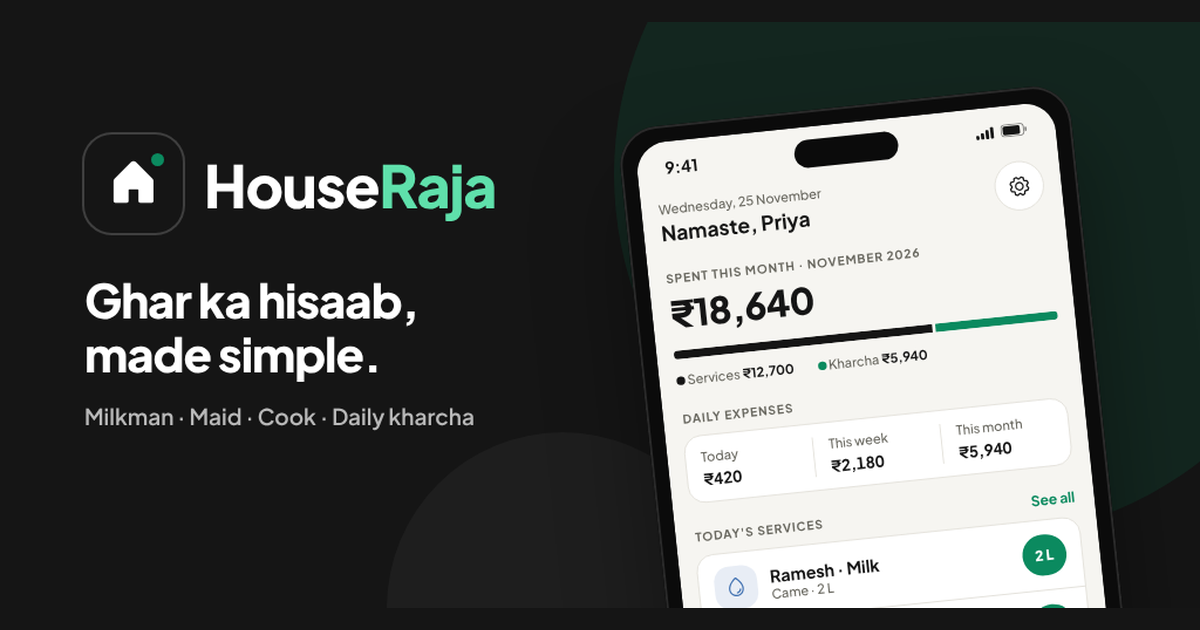 HouseRaja
Ghar ka hisaab,
made simple.
Milkman · Maid · Cook · Daily kharcha
9:41
Wednesday, 25 November
Namaste, Priya
SPENT THIS MONTH · NOVEMBER 2026
₹18,640
Services ₹12,700 Kharcha ₹5,940
DAILY EXPENSES
Today This week This month
₹420 ₹2,180 ₹5,940
TODAY'S SERVICES See all
Ramesh · Milk 2 L
Came · 2 L